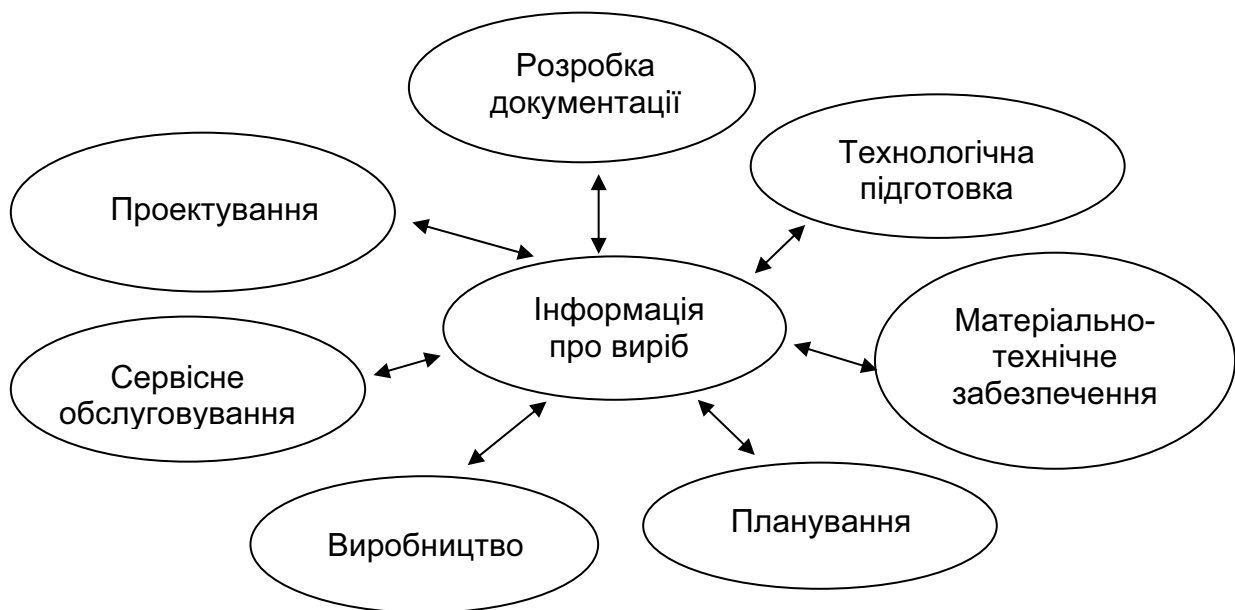 Розробка
документації
Технологічна
підготовка
Проектування
Інформація
про виріб
Матеріально-
технічне
забезпечення
Сервісне
обслуговування
Планування
Виробництво